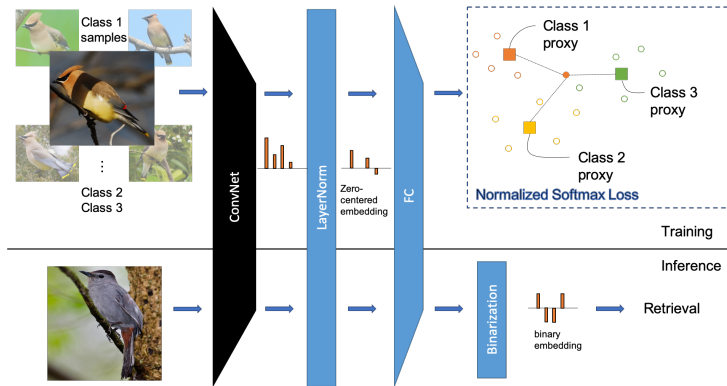 Class 1
samples
⋮
Class 2
Class 3
ConvNet
LayerNorm
Zero-
centered
embedding
FC
Class 1
proxy
Class 3
proxy
Class 2
proxy
Normalized Softmax Loss
Training
Inference
Binarization
binary
embedding
Retrieval